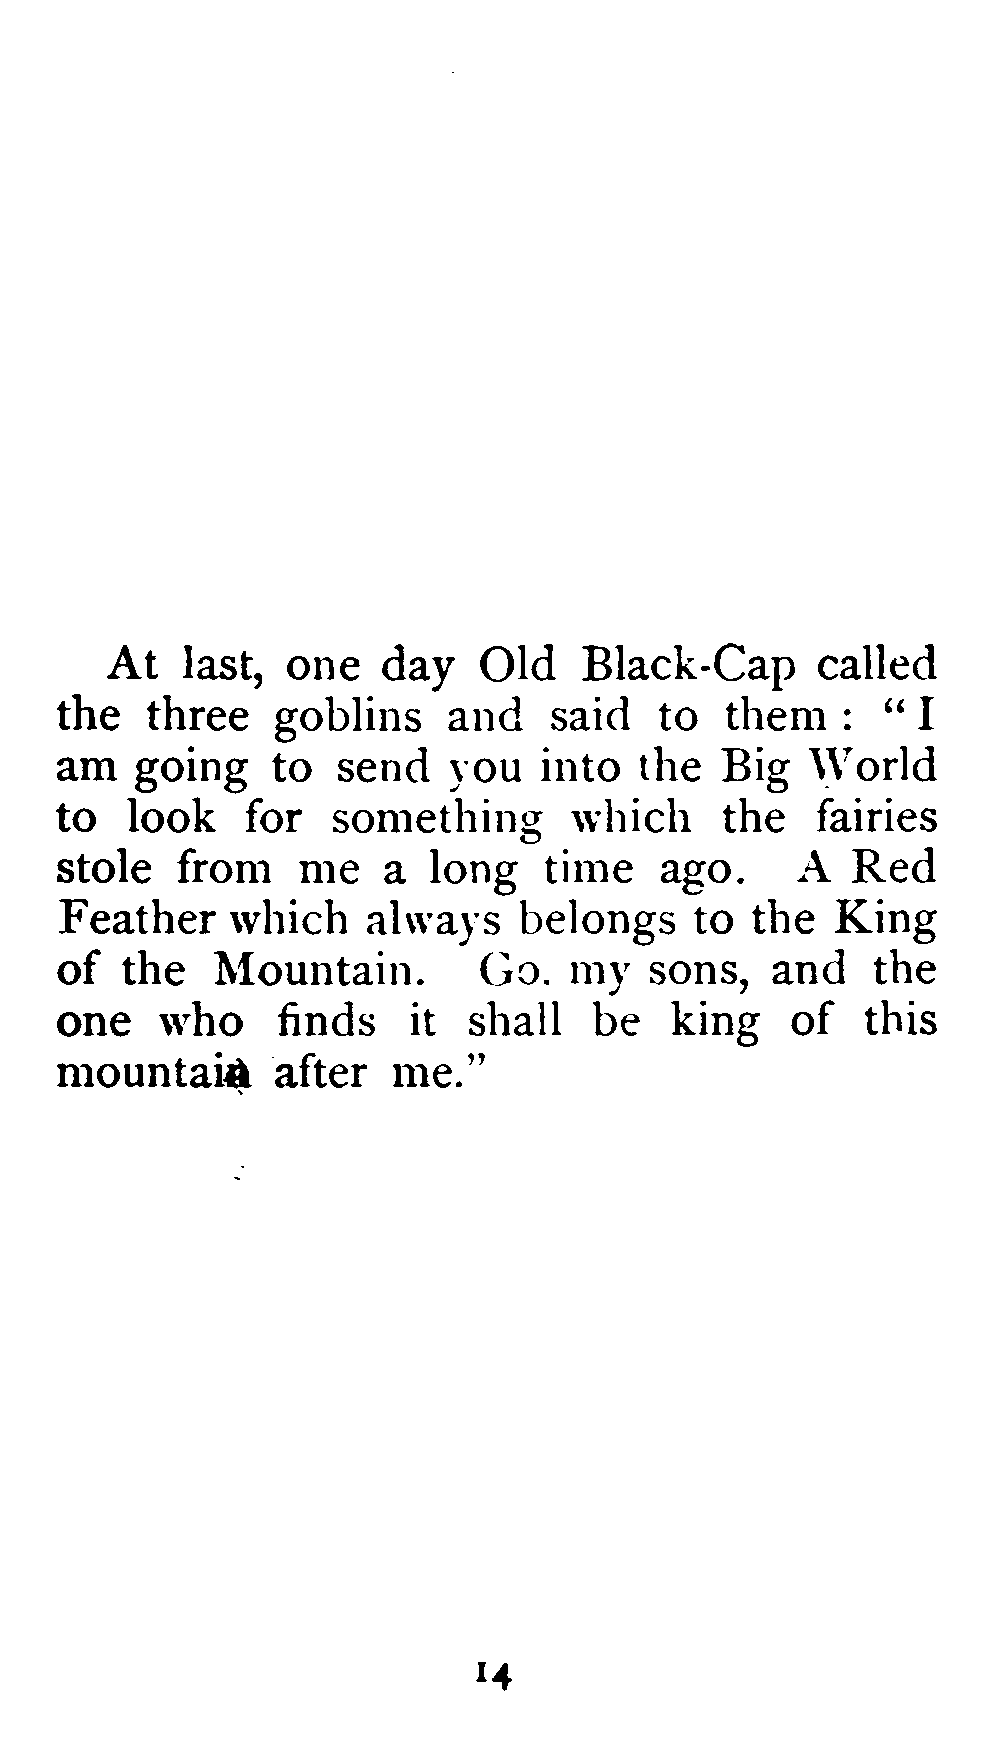 At last, one day Old Black-Cap called
the three goblins and said to them : “ I
am going to send you into the Big World
to look for something which the fairies
stole from me a long time ago. A Red
Feather which always belongs to the King
of the Mountain. Go. my sons, and the
one who finds it shall be king of this
mountain after me.”
14